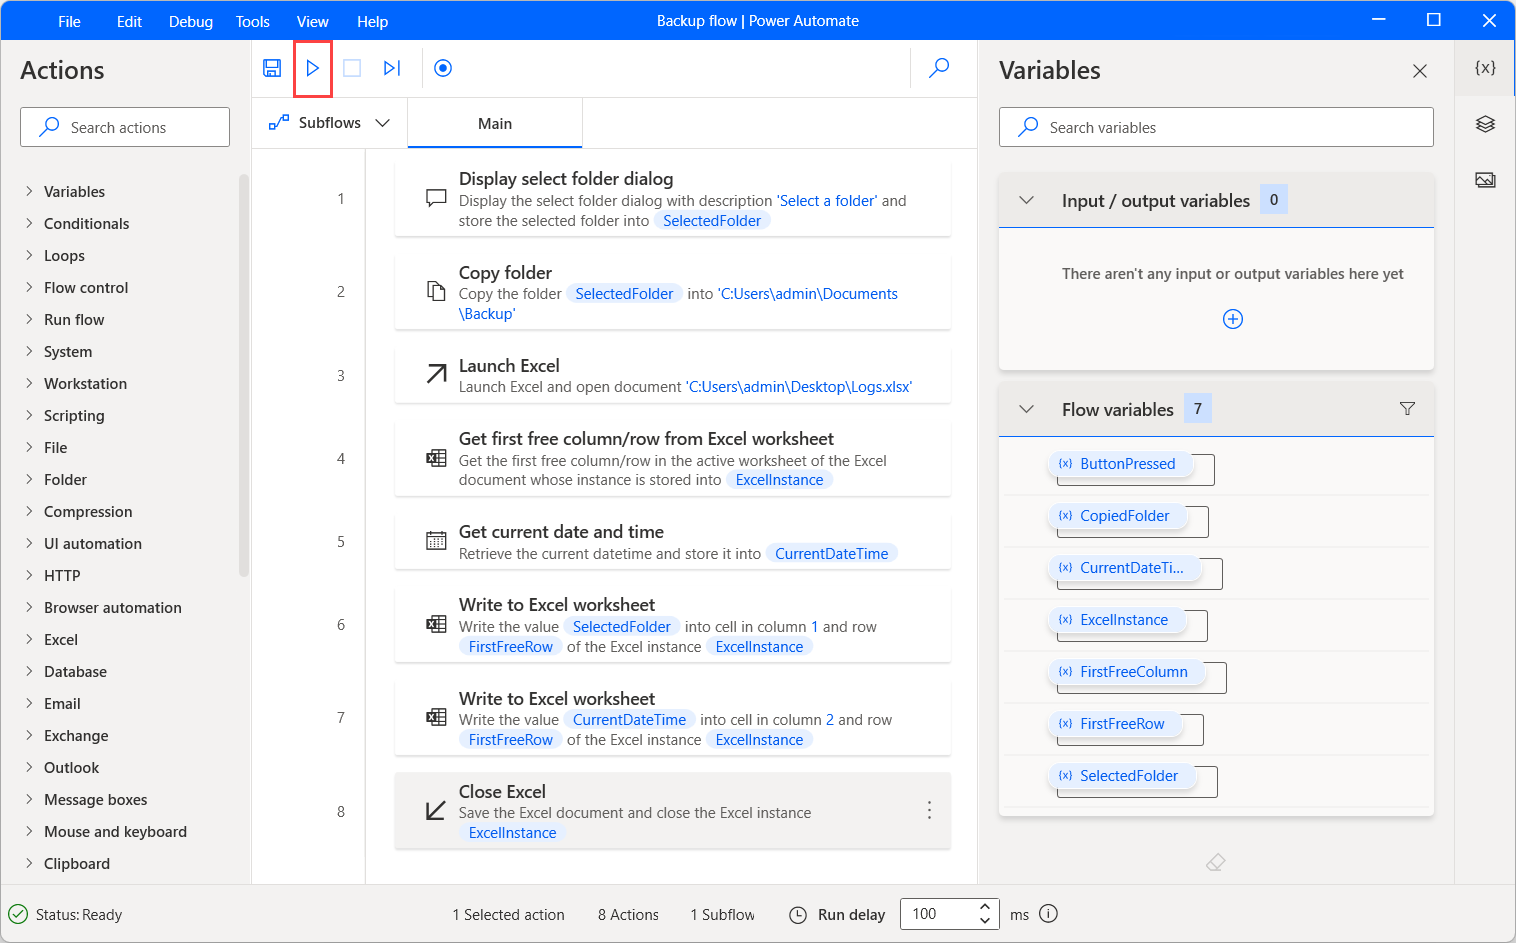 File Edit Debug Tools View Help Backup flow | Power Automate
Actions
Search actions
Variables
Conditionals
Loops
Flow control
Run flow
System
Workstation
Scripting
File
Folder
Compression
UI automation
HTTP
Browser automation
Excel
Database
Email
Exchange
Outlook
Message boxes
Mouse and keyboard
Clipboard
Subflows Main
1 Display select folder dialog
Display the select folder dialog with description 'Select a folder' and
store the selected folder into SelectedFolder
2 Copy folder
Copy the folder SelectedFolder into 'C:Users\admin\Documents
\Backup'
3 Launch Excel
Launch Excel and open document 'C:Users\admin\Desktop\Logs.xlsx'
4 Get first free column/row from Excel worksheet
Get the first free column/row in the active worksheet of the Excel
document whose instance is stored into ExcelInstance
5 Get current date and time
Retrieve the current datetime and store it into CurrentDateTime
6 Write to Excel worksheet
Write the value SelectedFolder into cell in column 1 and row
FirstFreeRow of the Excel instance ExcelInstance
7 Write to Excel worksheet
Write the value CurrentDateTime into cell in column 2 and row
FirstFreeRow of the Excel instance ExcelInstance
8 Close Excel
Save the Excel document and close the Excel instance
ExcelInstance
Variables
{x}
Search variables
Input / output variables 0
There aren't any input or output variables here yet
Flow variables 7
{x} ButtonPressed
{x} CopiedFolder
{x} CurrentDateTi...
{x} ExcelInstance
{x} FirstFreeColumn
{x} FirstFreeRow
{x} SelectedFolder
Status: Ready 1 Selected action 8 Actions 1 Subflow Run delay 100 ms